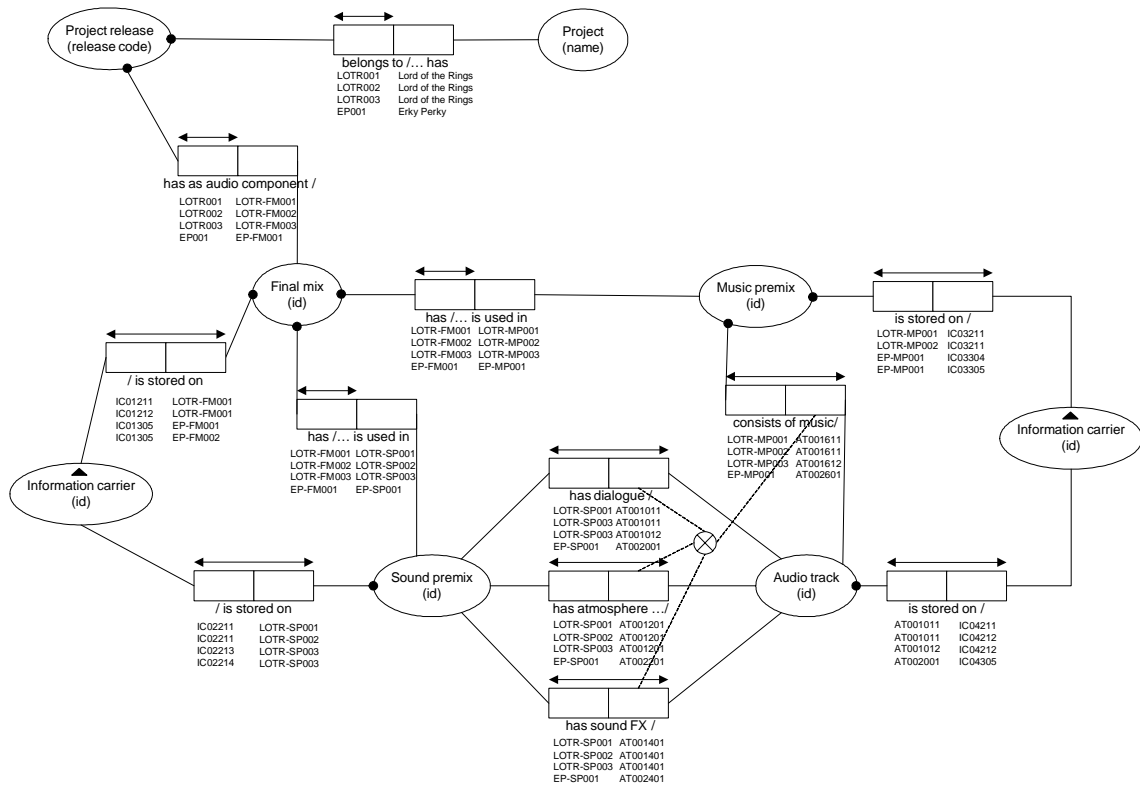 Project release
(release code)
Project
(name)
belongs to /… has
LOTR001 Lord of the Rings
LOTR002 Lord of the Rings
LOTR003 Lord of the Rings
EP001 Erky Perky
has as audio component /
LOTR001 LOTR-FM001
LOTR002 LOTR-FM002
LOTR003 LOTR-FM003
EP001 EP-FM001
Final mix
(id)
Music premix
(id)
has /… is used in
LOTR-FM001 LOTR-MP001
LOTR-FM002 LOTR-MP002
LOTR-FM003 LOTR-MP003
EP-FM001 EP-MP001
is stored on /
LOTR-MP001 IC03211
LOTR-MP002 IC03211
EP-MP001 IC03304
EP-MP001 IC03305
/ is stored on
IC01211 LOTR-FM001
IC01212 LOTR-FM001
IC01305 EP-FM001
IC01305 EP-FM002
has /… is used in
LOTR-FM001 LOTR-SP001
LOTR-FM002 LOTR-SP002
LOTR-FM003 LOTR-SP003
EP-FM001 EP-SP001
consists of music/
LOTR-MP001 AT001611
LOTR-MP002 AT001611
LOTR-MP003 AT001612
EP-MP001 AT002601
Information carrier
(id)
Information carrier
(id)
has dialogue /
LOTR-SP001 AT001011
LOTR-SP003 AT001011
LOTR-SP003 AT001012
EP-SP001 AT002001
Sound premix
(id)
Audio track
(id)
/ is stored on
IC02211 LOTR-SP001
IC02211 LOTR-SP002
IC02213 LOTR-SP003
IC02214 LOTR-SP003
has atmosphere …/
LOTR-SP001 AT001201
LOTR-SP002 AT001201
LOTR-SP003 AT001201
EP-SP001 AT002201
is stored on /
AT001011 IC04211
AT001011 IC04212
AT001012 IC04212
AT002001 IC04305
has sound FX /
LOTR-SP001 AT001401
LOTR-SP002 AT001401
LOTR-SP003 AT001401
EP-SP001 AT002401